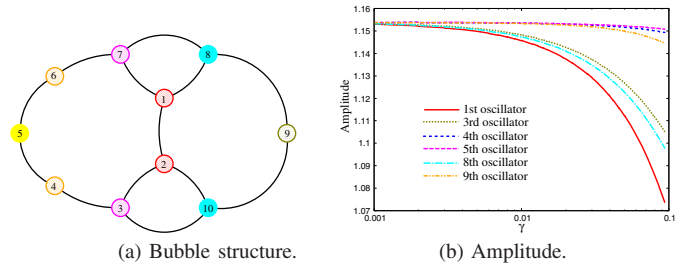 7
8
6
1
5
9
2
4
3
10
(a) Bubble structure.
1.16
1.15
1.14
1.13
1.12
1.11
1.1
1.09
1.08
1.07
Amplitude
1st oscillator
3rd oscillator
4th oscillator
5th oscillator
8th oscillator
9th oscillator
0.001
0.01
0.1
γ
(b) Amplitude.